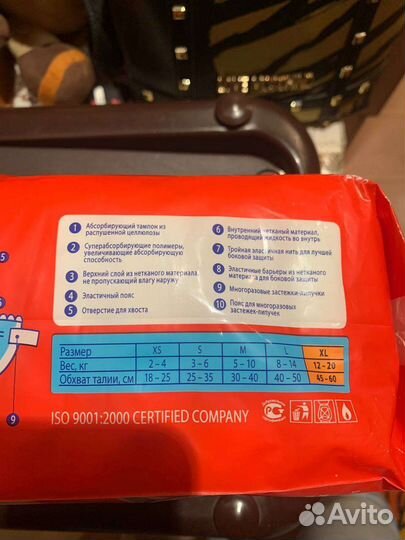 1 Абсорбирующий тампон из
распушенной целлюлозы
2 Суперабсорбирующие полимеры,
увеличивающие абсорбирующую
способность
3 Верхний слой из нетканого материала,
не пропускающий влагу наружу
4 Эластичный пояс
5 Отверстие для хвоста
6 Внутренний нетканый материал,
проводящий жидкость во внутрь
7 Тройная эластичная нить для лучшей
боковой защиты
8 Эластичные барьеры из нетканого
материала для боковой защиты
9 Многоразовые застежки-липучки
10 Пояс для многоразовых
застежек-липучек
5
6
9
Размер XS S M L XL
Вес, кг 2 – 4 3 – 6 5 – 10 8 – 14 12 – 20
Обхват талии, см 18 – 25 25 – 35 30 – 40 40 – 50 45 – 60
ISO 9001:2000 CERTIFIED COMPANY
Avito